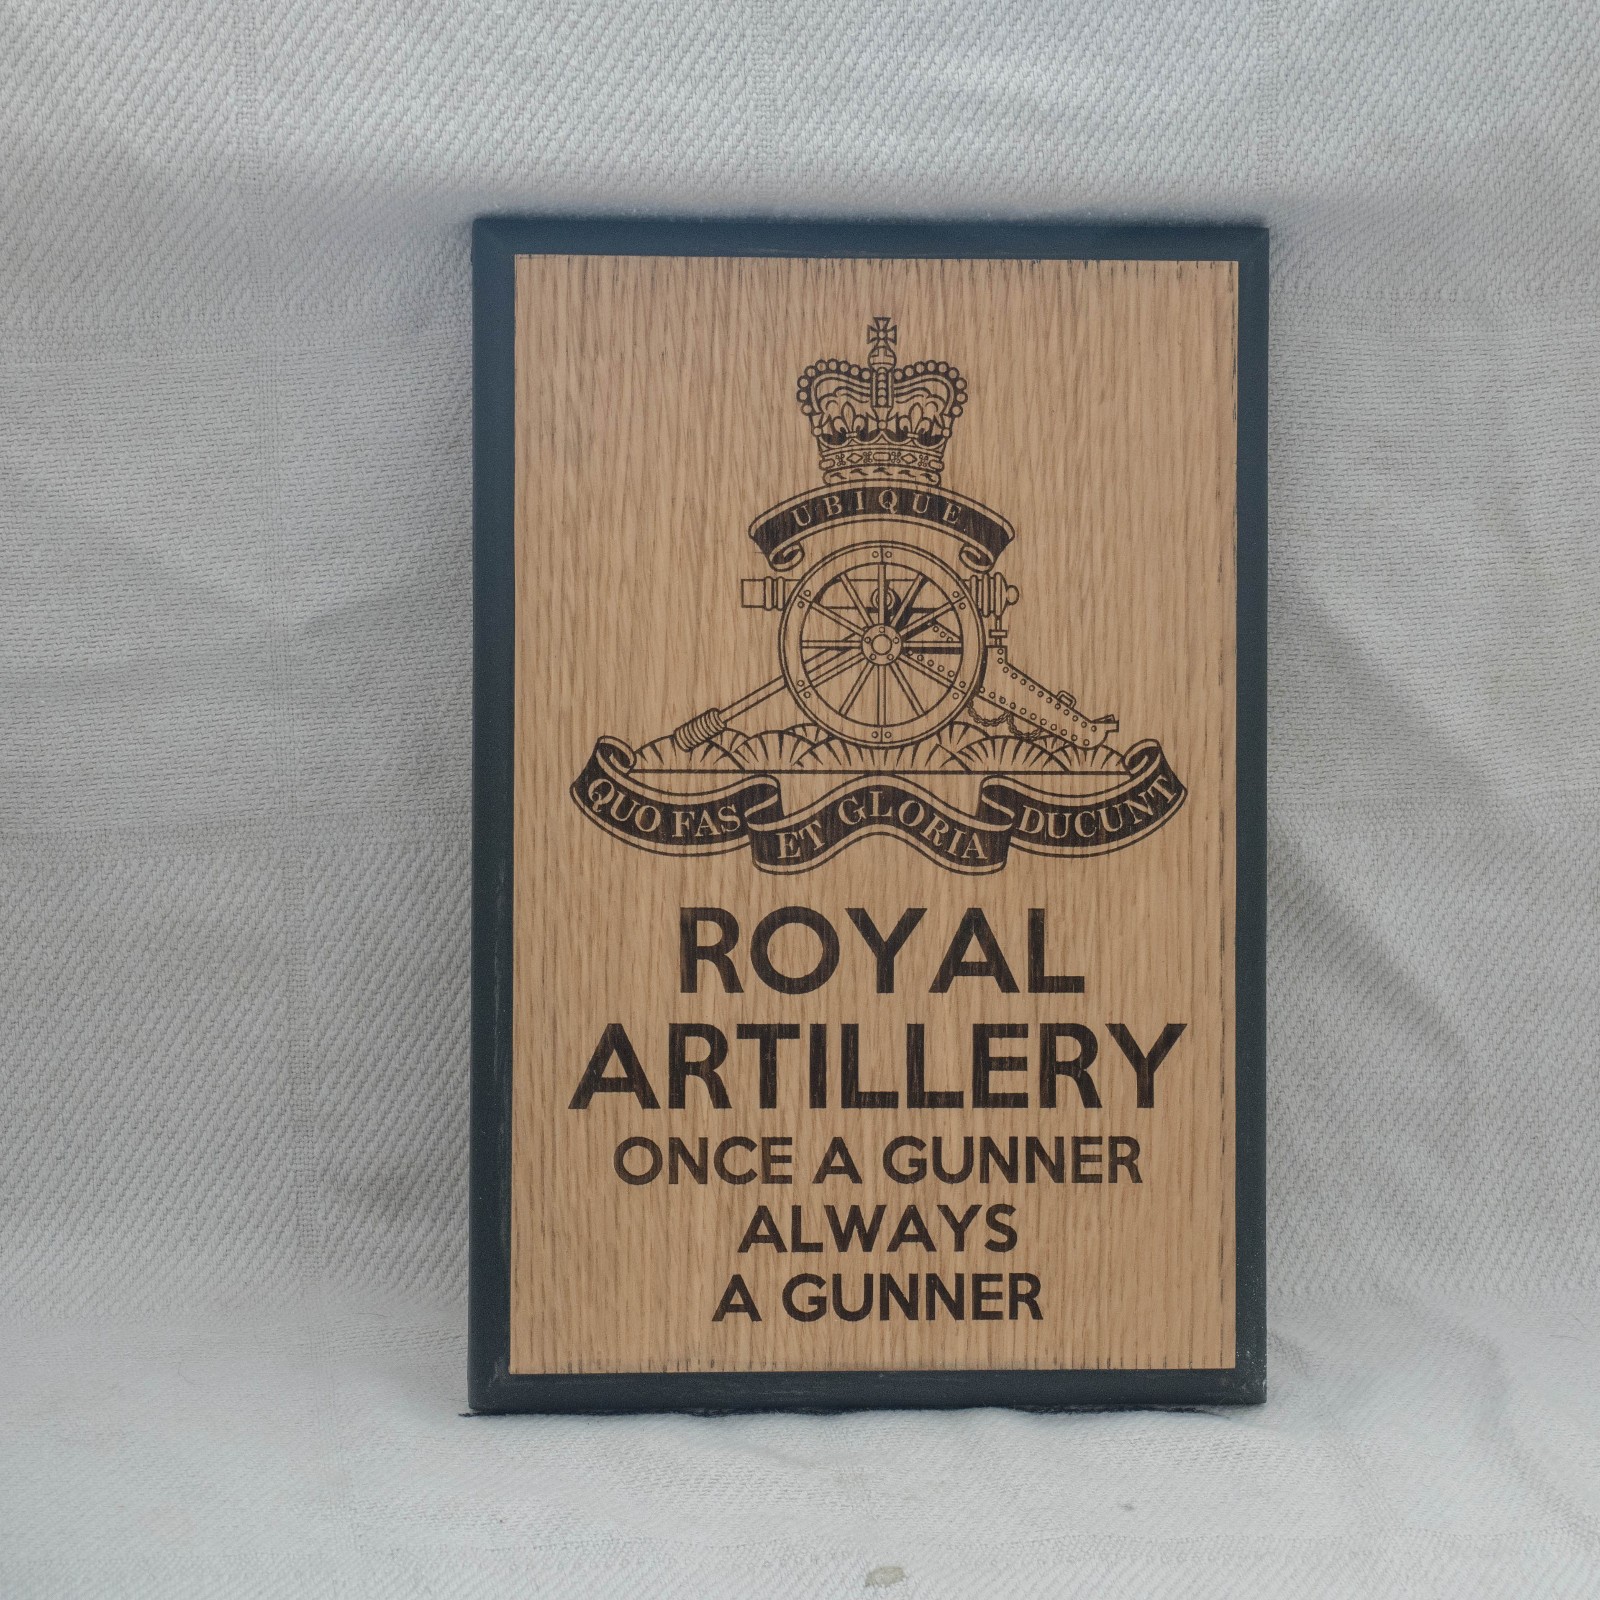 UBIQUE
QUO FAS ET GLORIA DUCUNT
ROYAL
ARTILLERY
ONCE A GUNNER
ALWAYS
A GUNNER